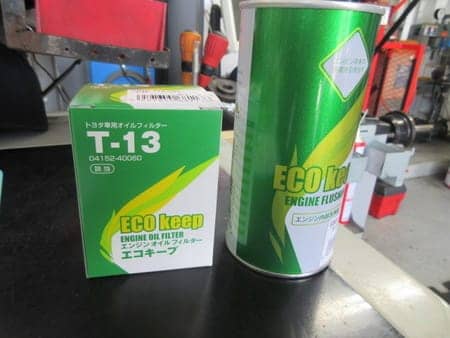 トヨタ車用オイルフィルター
T-13
04152-40060
ECO keep
ENGINE OIL FILTER
エンジンオイルフィルター
エコキープ
ECO keep
ENGINE FLUSH